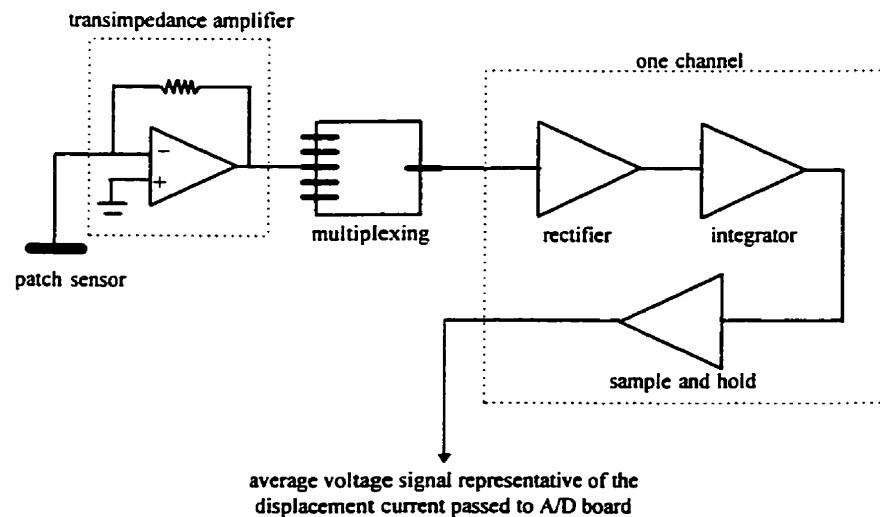 transimpedance amplifier
one channel
−
+
multiplexing
rectifier
integrator
patch sensor
sample and hold
average voltage signal representative of the
displacement current passed to A/D board